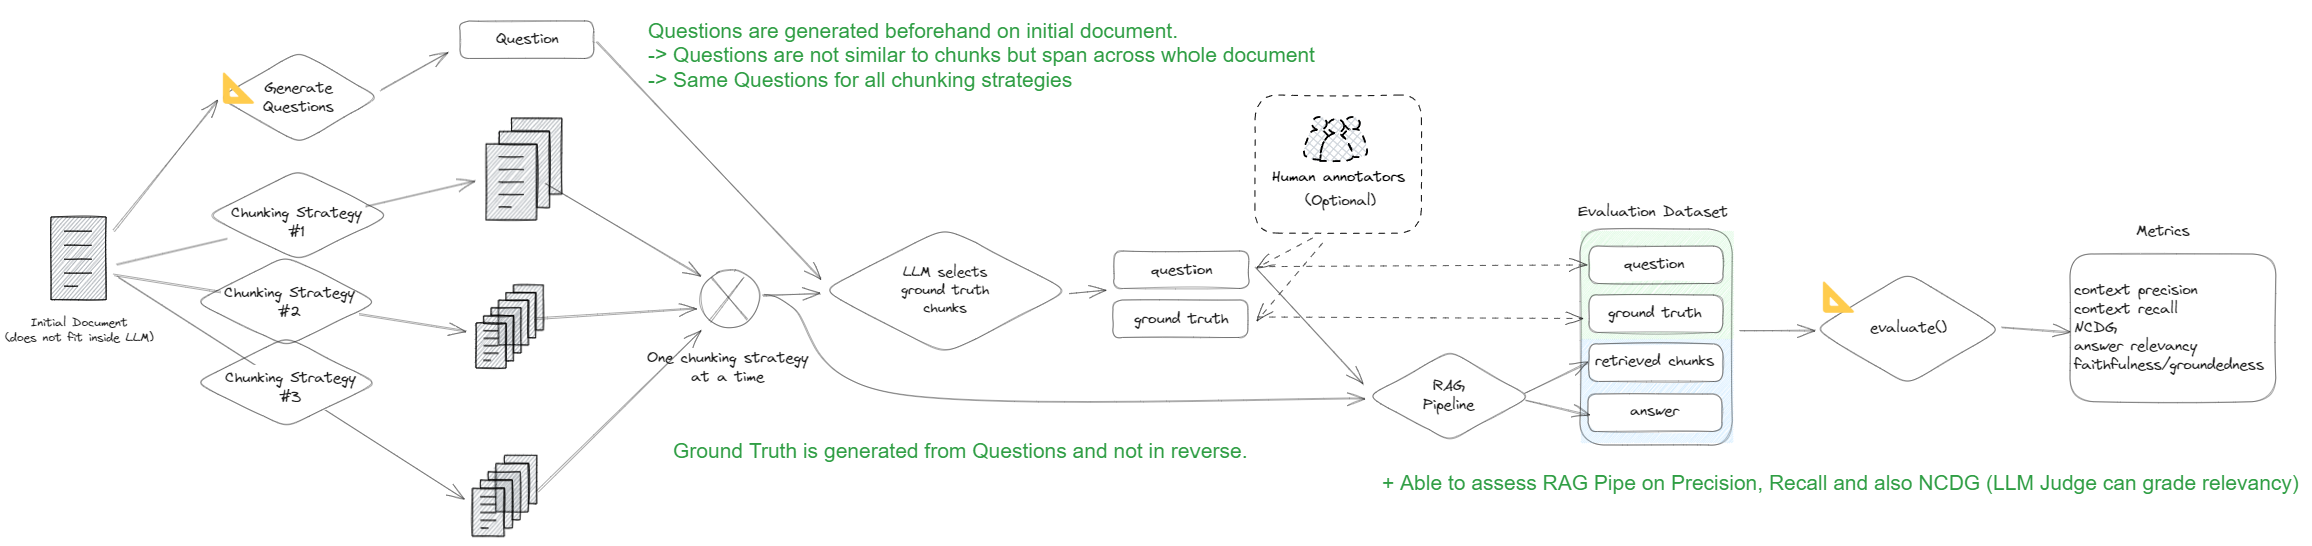 Question
Questions are generated beforehand on initial document.
-> Questions are not similar to chunks but span across whole document
-> Same Questions for all chunking strategies
Generate
Questions
Human annotators
(Optional)
Chunking Strategy
#1
Evaluation Dataset
Metrics
LLM selects
ground truth
chunks
question
ground truth
question
ground truth
retrieved chunks
answer
evaluate()
context precision
context recall
NCDG
answer relevancy
faithfulness/groundedness
Chunking Strategy
#2
Initial Document
(does not fit inside LLM)
One chunking strategy
at a time
Chunking Strategy
#3
RAG
Pipeline
Ground Truth is generated from Questions and not in reverse.
+ Able to assess RAG Pipe on Precision, Recall and also NCDG (LLM Judge can grade relevancy)